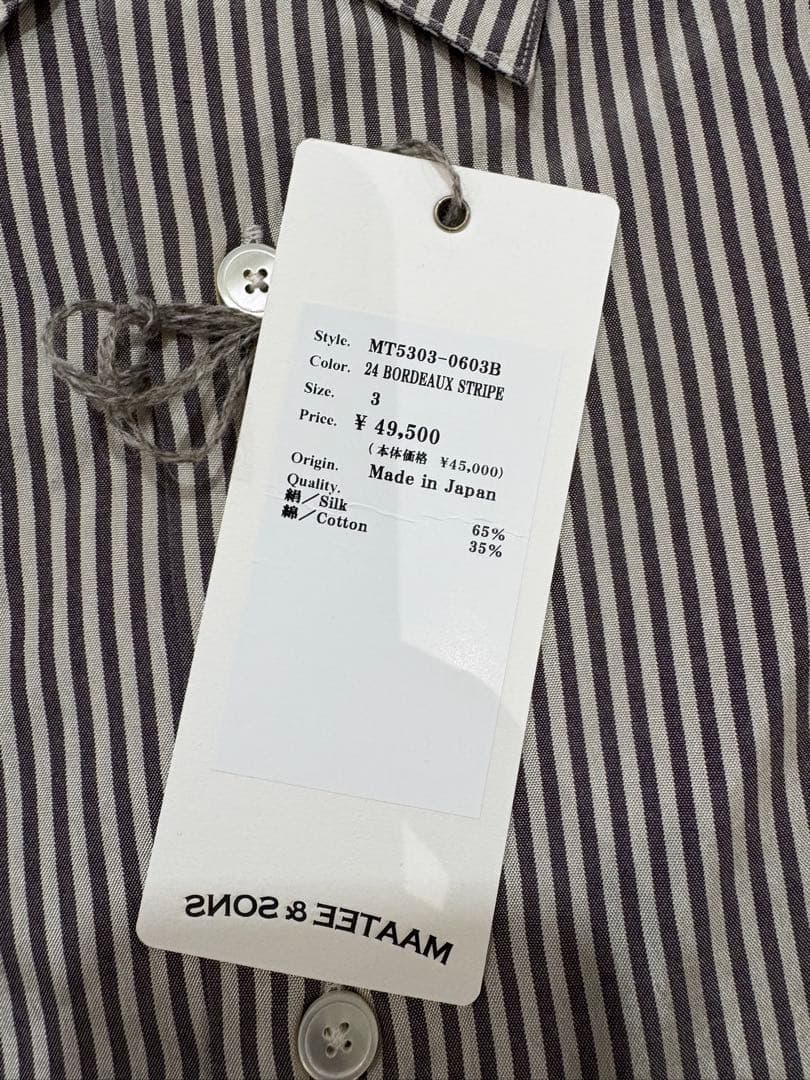 Style. MT5303-0603B
Color. 24 BORDEAUX STRIPE
Size. 3
Price. ¥ 49,500
(本体価格 ¥45,000)
Origin. Made in Japan
Quality.
絹／Silk 65%
綿／Cotton 35%
MAATEE & SONS